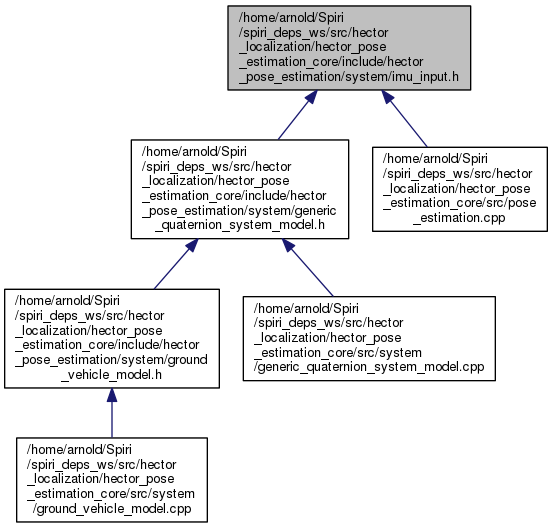 /home/arnold/Spiri
/spiri_deps_ws/src/hector
_localization/hector_pose
_estimation_core/include/hector
_pose_estimation/system/imu_input.h
/home/arnold/Spiri
/spiri_deps_ws/src/hector
_localization/hector_pose
_estimation_core/include/hector
_pose_estimation/system/generic
_quaternion_system_model.h
/home/arnold/Spiri
/spiri_deps_ws/src/hector
_localization/hector_pose
_estimation_core/src/pose
_estimation.cpp
/home/arnold/Spiri
/spiri_deps_ws/src/hector
_localization/hector_pose
_estimation_core/include/hector
_pose_estimation/system/ground
_vehicle_model.h
/home/arnold/Spiri
/spiri_deps_ws/src/hector
_localization/hector_pose
_estimation_core/src/system
/generic_quaternion_system_model.cpp
/home/arnold/Spiri
/spiri_deps_ws/src/hector
_localization/hector_pose
_estimation_core/src/system
/ground_vehicle_model.cpp